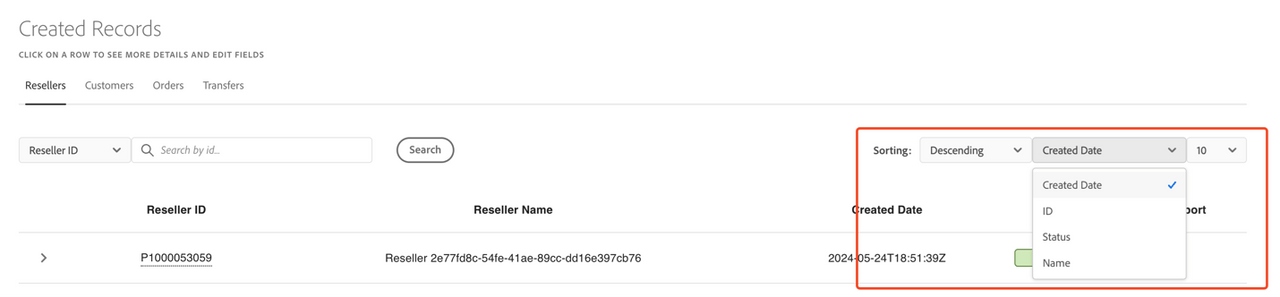 Created Records
CLICK ON A ROW TO SEE MORE DETAILS AND EDIT FIELDS
Resellers Customers Orders Transfers
Reseller ID Search by id... Search Sorting: Descending Created Date 10
Created Date
ID
Status
Name
Reseller ID Reseller Name Created Date
P1000053059 Reseller 2e77fd8c-54fe-41ae-89cc-dd16e397cb76 2024-05-24T18:51:39Z